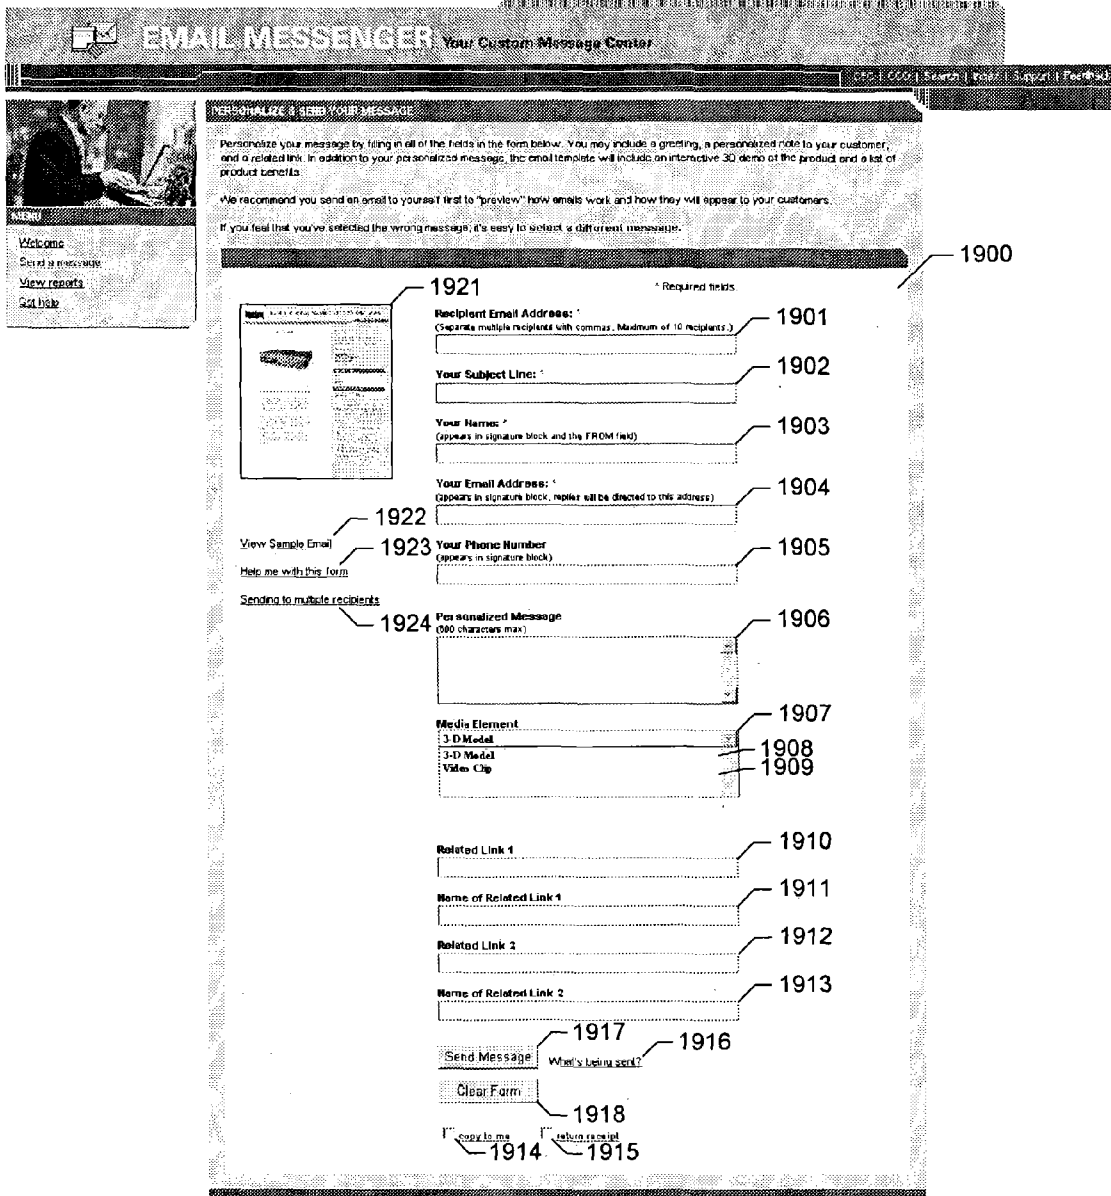 EMAIL MESSENGER Your Custom Message Center
CCO | Search | Index | Support | Feedback
PERSONALIZE & SEND YOUR MESSAGE
Personalize your message by filling in all of the fields in the form below. You may include a greeting, a personalized note to your customer,
and a related link. In addition to your personalized message, the email template will include an interactive 3D demo of the product and a list of
product benefits.
We recommend you send an email to yourself first to "preview" how emails work and how they will appear to your customers.
If you feel that you've selected the wrong message, it's easy to select a different message.
MENU
Welcome
Send a message
View reports
Get help
1900
1921
* Required fields.
Recipient Email Address: *
(Separate multiple recipients with commas. Maximum of 10 recipients.)
1901
Your Subject Line: *
1902
Your Name: *
(appears in signature block and the FROM field)
1903
Your Email Address: *
(appears in signature block, replies will be directed to this address)
1904
1922
View Sample Email
1923
Help me with this form
Sending to multiple recipients
1924
Your Phone Number
(appears in signature block)
1905
Personalized Message
(500 characters max)
1906
Media Element
1907
3-D Model
3-D Model
1908
Video Clip
1909
Related Link 1
1910
Name of Related Link 1
1911
Related Link 2
1912
Name of Related Link 2
1913
1917
Send Message
What's being sent?
1916
Clear Form
1918
copy to me
return receipt
1914
1915